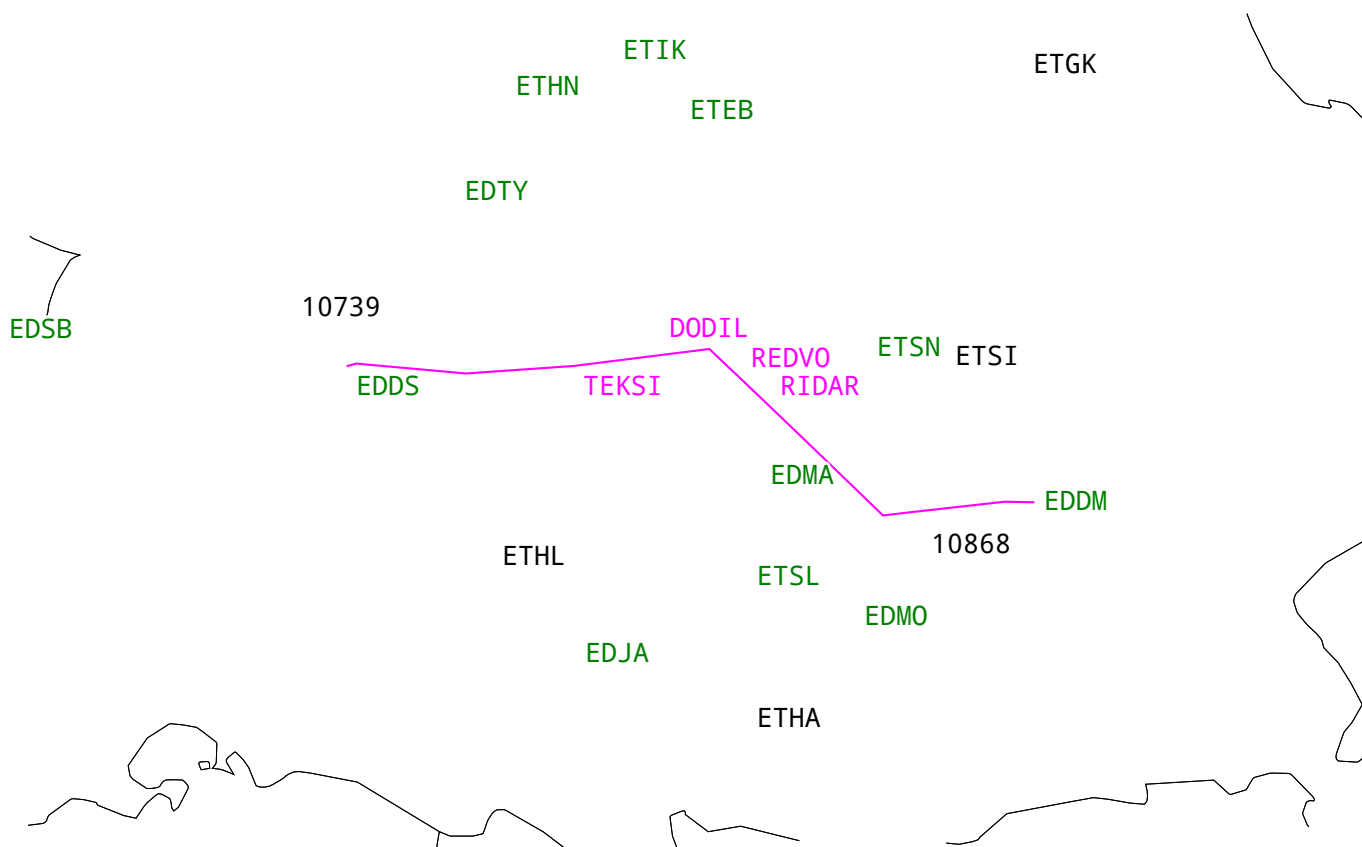 ETIK
ETGK
ETHN
ETEB
EDTY
10739
EDSB
DODIL
ETSN
ETSI
REDVO
EDDS
TEKSI
RIDAR
EDMA
EDDM
10868
ETHL
ETSL
EDMO
EDJA
ETHA